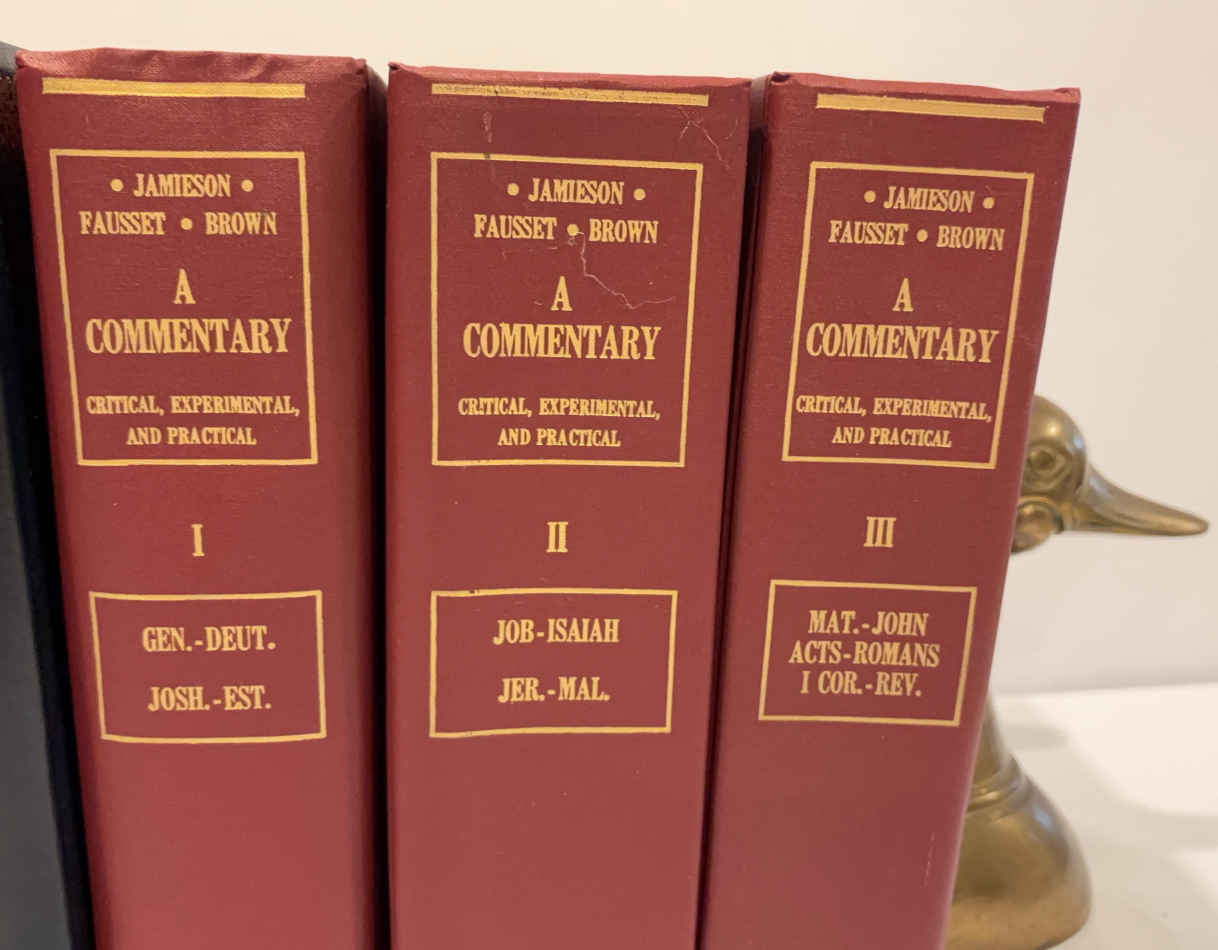 • JAMIESON •
FAUSSET • BROWN
A
COMMENTARY
CRITICAL, EXPERIMENTAL,
AND PRACTICAL
I
GEN.-DEUT.
JOSH.-EST.
• JAMIESON •
FAUSSET • BROWN
A
COMMENTARY
CRITICAL, EXPERIMENTAL,
AND PRACTICAL
II
JOB-ISAIAH
JER.-MAL.
• JAMIESON •
FAUSSET • BROWN
A
COMMENTARY
CRITICAL, EXPERIMENTAL,
AND PRACTICAL
III
MAT.-JOHN
ACTS-ROMANS
I COR.-REV.